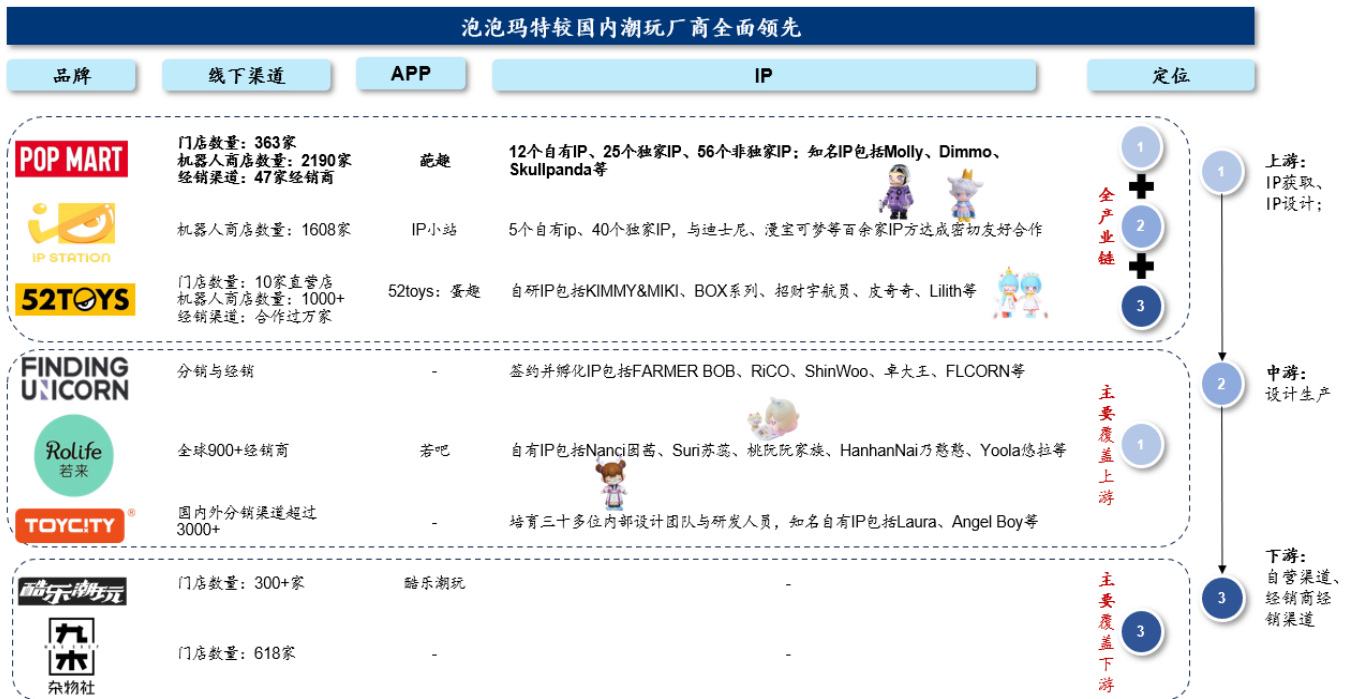 泡泡玛特较国内潮玩厂商全面领先
品牌
线下渠道
APP
IP
定位
POP MART
门店数量：363家
机器人商店数量：2190家
经销渠道：47家经销商
葩趣
12个自有IP、25个独家IP、56个非独家IP：知名IP包括Molly、Dimmo、
Skullpanda等
IP STATION
机器人商店数量：1608家
IP小站
5个自有ip、40个独家IP，与迪士尼、漫宝可梦等百余家IP方达成密切友好合作
52TOYS
门店数量：10家直营店
机器人商店数量：1000+
经销渠道：合作过万家
52toys：蛋趣
自研IP包括KIMMY&MIKI、BOX系列、招财宇航员、皮奇奇、Lilith等
全产业链
1
+
2
+
3
FINDING
UNICORN
分销与经销
-
签约并孵化IP包括FARMER BOB、RiCO、ShinWoo、卓大王、FLCORN等
Rolife
若来
全球900+经销商
若吧
自有IP包括Nanci囡茜、Suri苏蕊、桃阮阮家族、HanhanNai乃憨憨、Yoola悠拉等
TOYCITY®
国内外分销渠道超过
3000+
-
培育三十多位内部设计团队与研发人员，知名自有IP包括Laura、Angel Boy等
主要覆盖上游
1
酷乐潮玩
门店数量：300+家
酷乐潮玩
-
九木
杂物社
门店数量：618家
-
-
主要覆盖下游
3
1
上游：
IP获取、
IP设计；
2
中游：
设计生产
3
下游：
自营渠道、
经销商经
销渠道